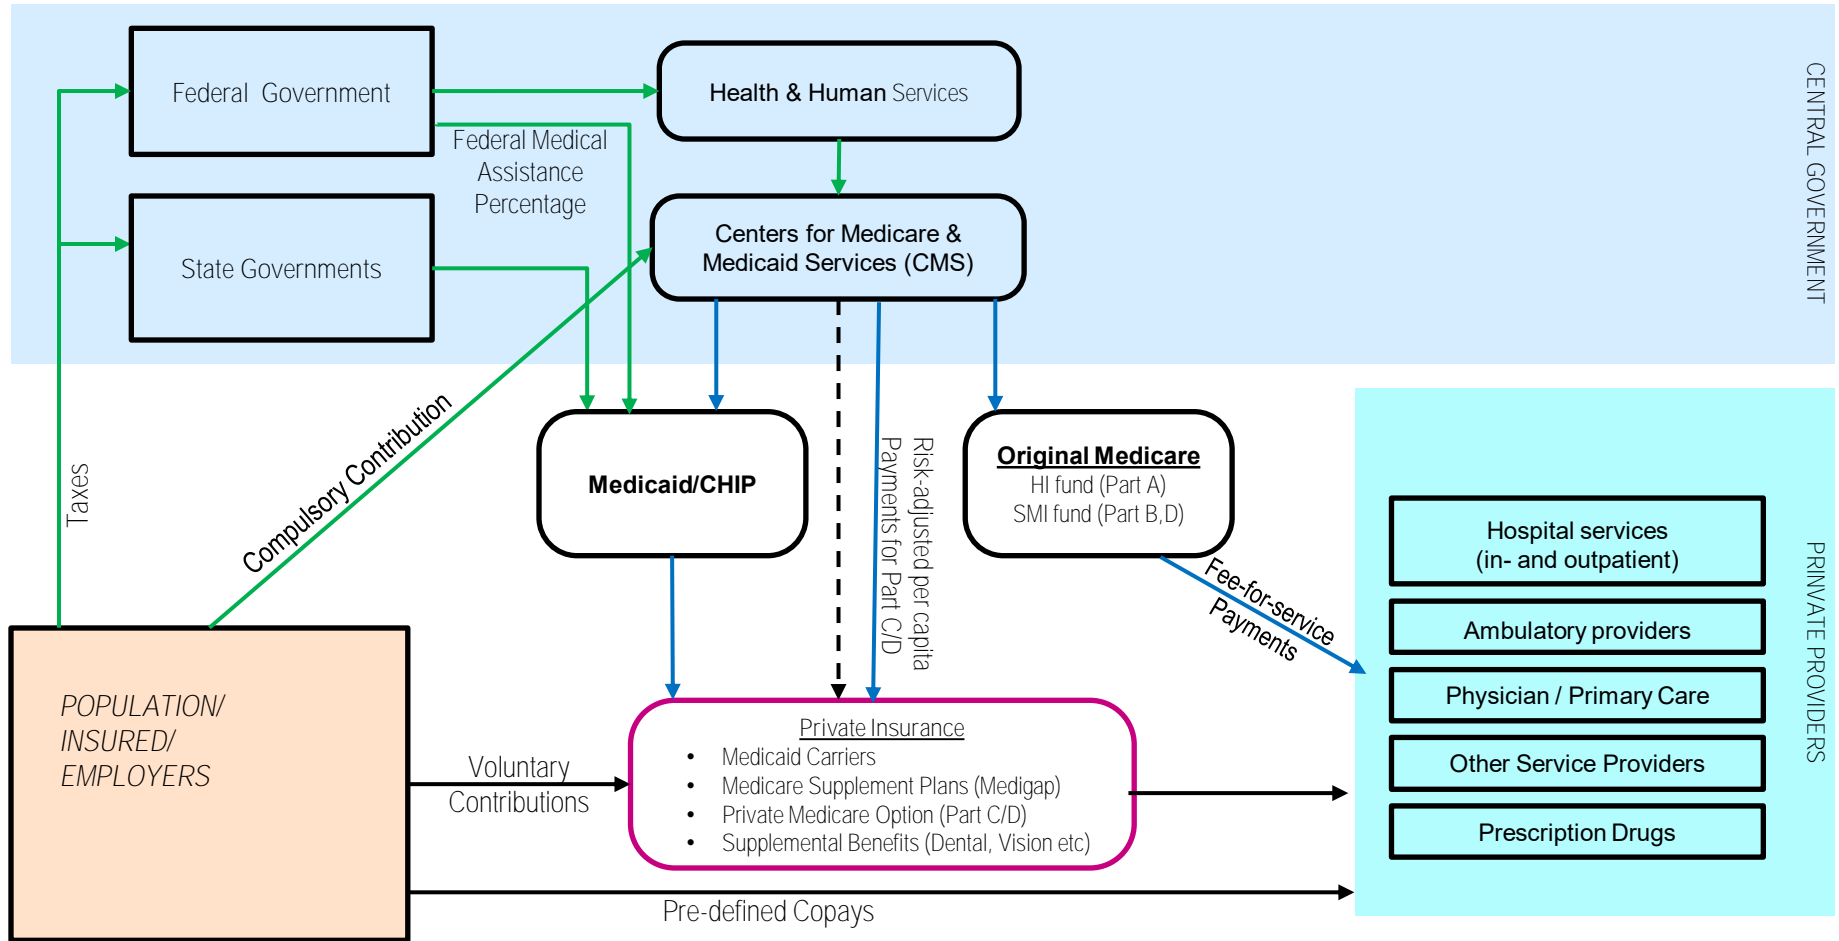 Federal Government
Health & Human Services
CENTRAL GOVERNMENT
Federal Medical
Assistance
Percentage
State Governments
Centers for Medicare &
Medicaid Services (CMS)
Taxes
Compulsory Contribution
Medicaid/CHIP
Risk-adjusted per capita
Payments for Part C/D
Original Medicare
HI fund (Part A)
SMI fund (Part B,D)
Fee-for-service
Payments
Hospital services
(in- and outpatient)
Ambulatory providers
Physician / Primary Care
Other Service Providers
Prescription Drugs
PRINVATE PROVIDERS
POPULATION/
INSURED/
EMPLOYERS
Voluntary
Contributions
Private Insurance
• Medicaid Carriers
• Medicare Supplement Plans (Medigap)
• Private Medicare Option (Part C/D)
• Supplemental Benefits (Dental, Vision etc)
Pre-defined Copays